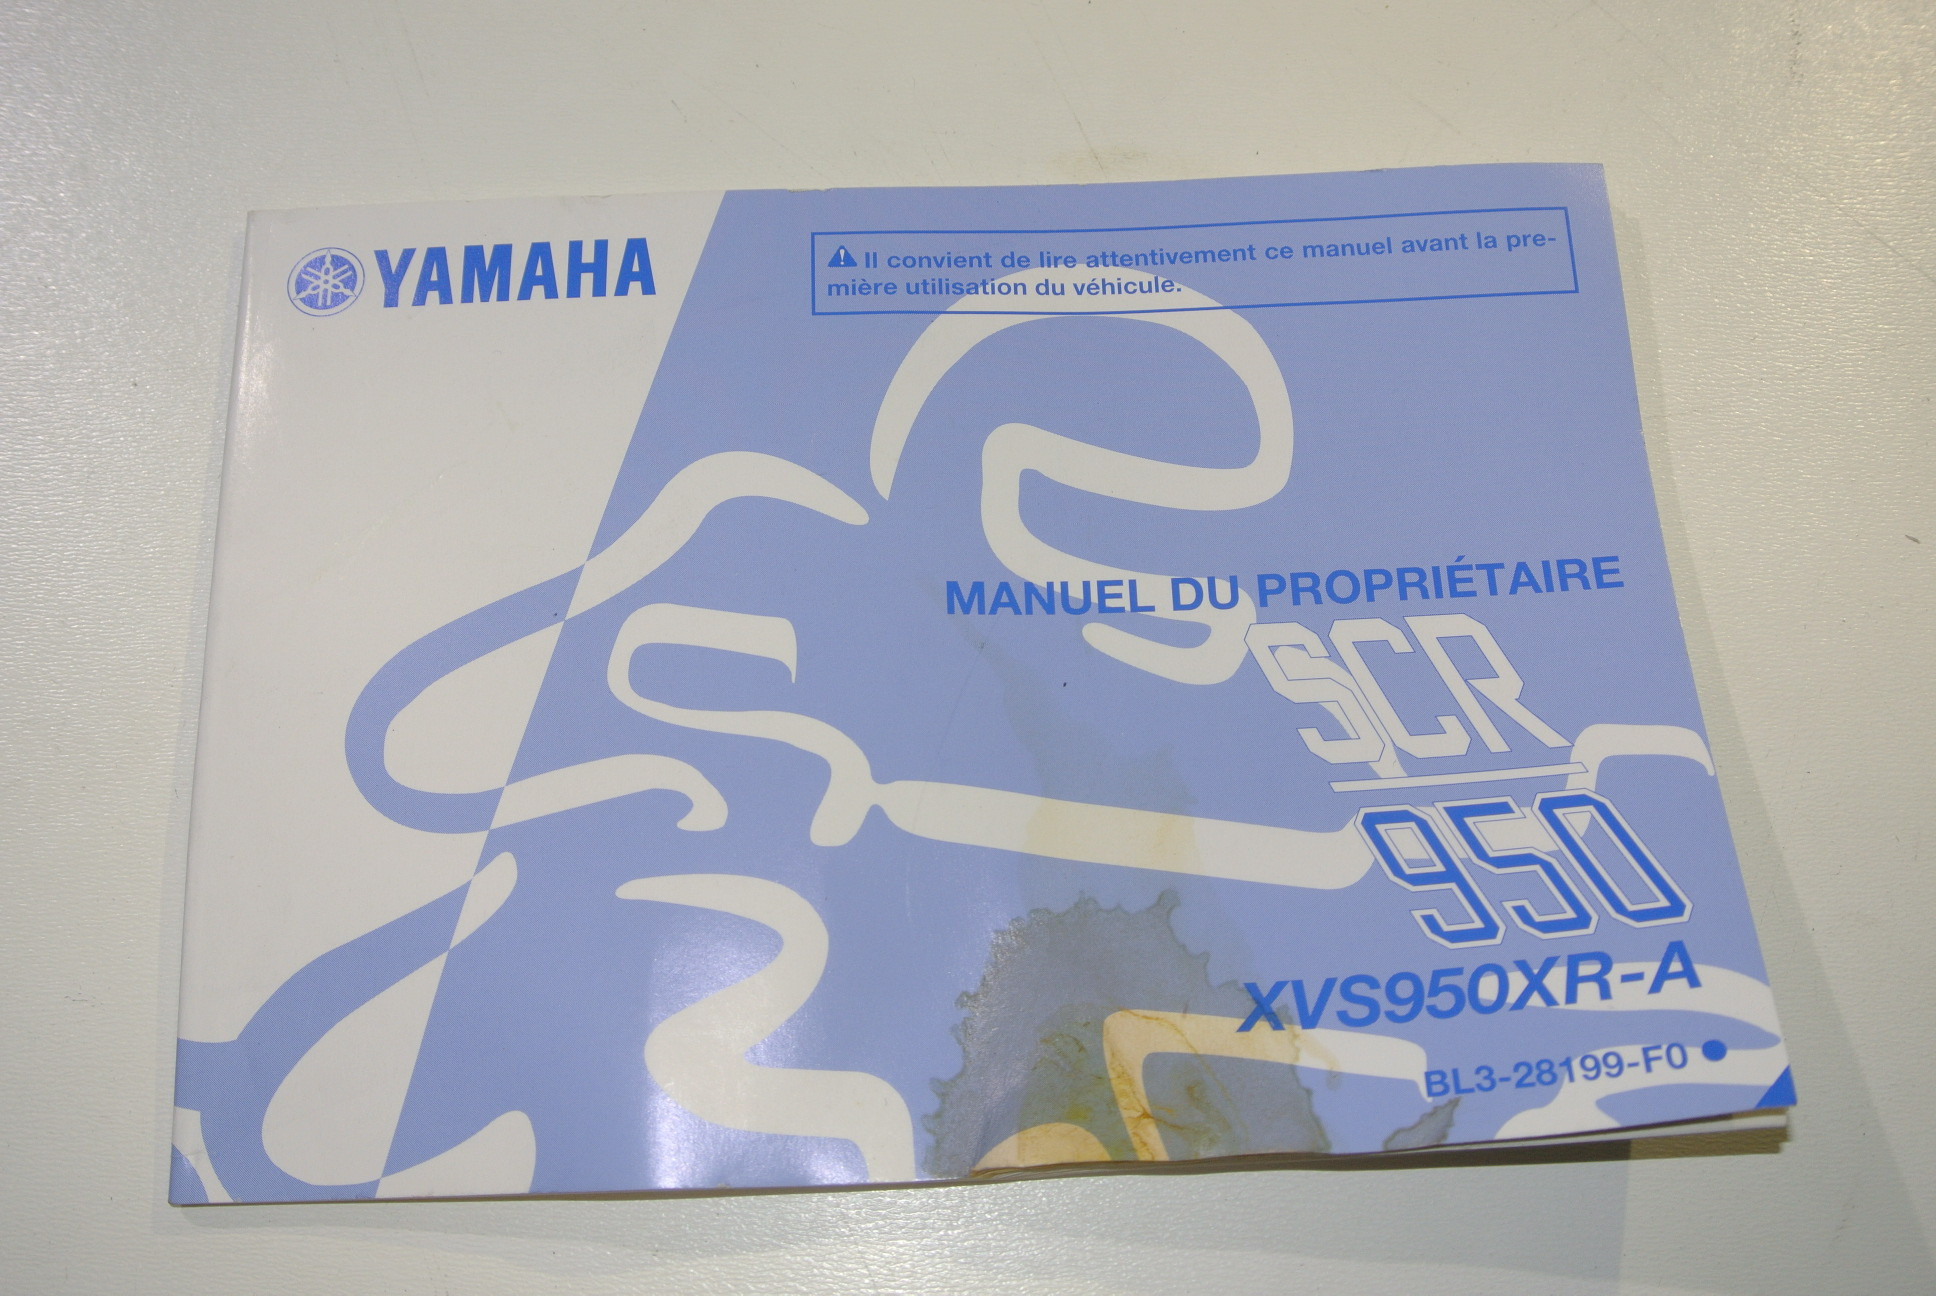 YAMAHA
Il convient de lire attentivement ce manuel avant la pre-
mière utilisation du véhicule.
MANUEL DU PROPRIÉTAIRE
SCR
950
XVS950XR-A
BL3-28199-F0